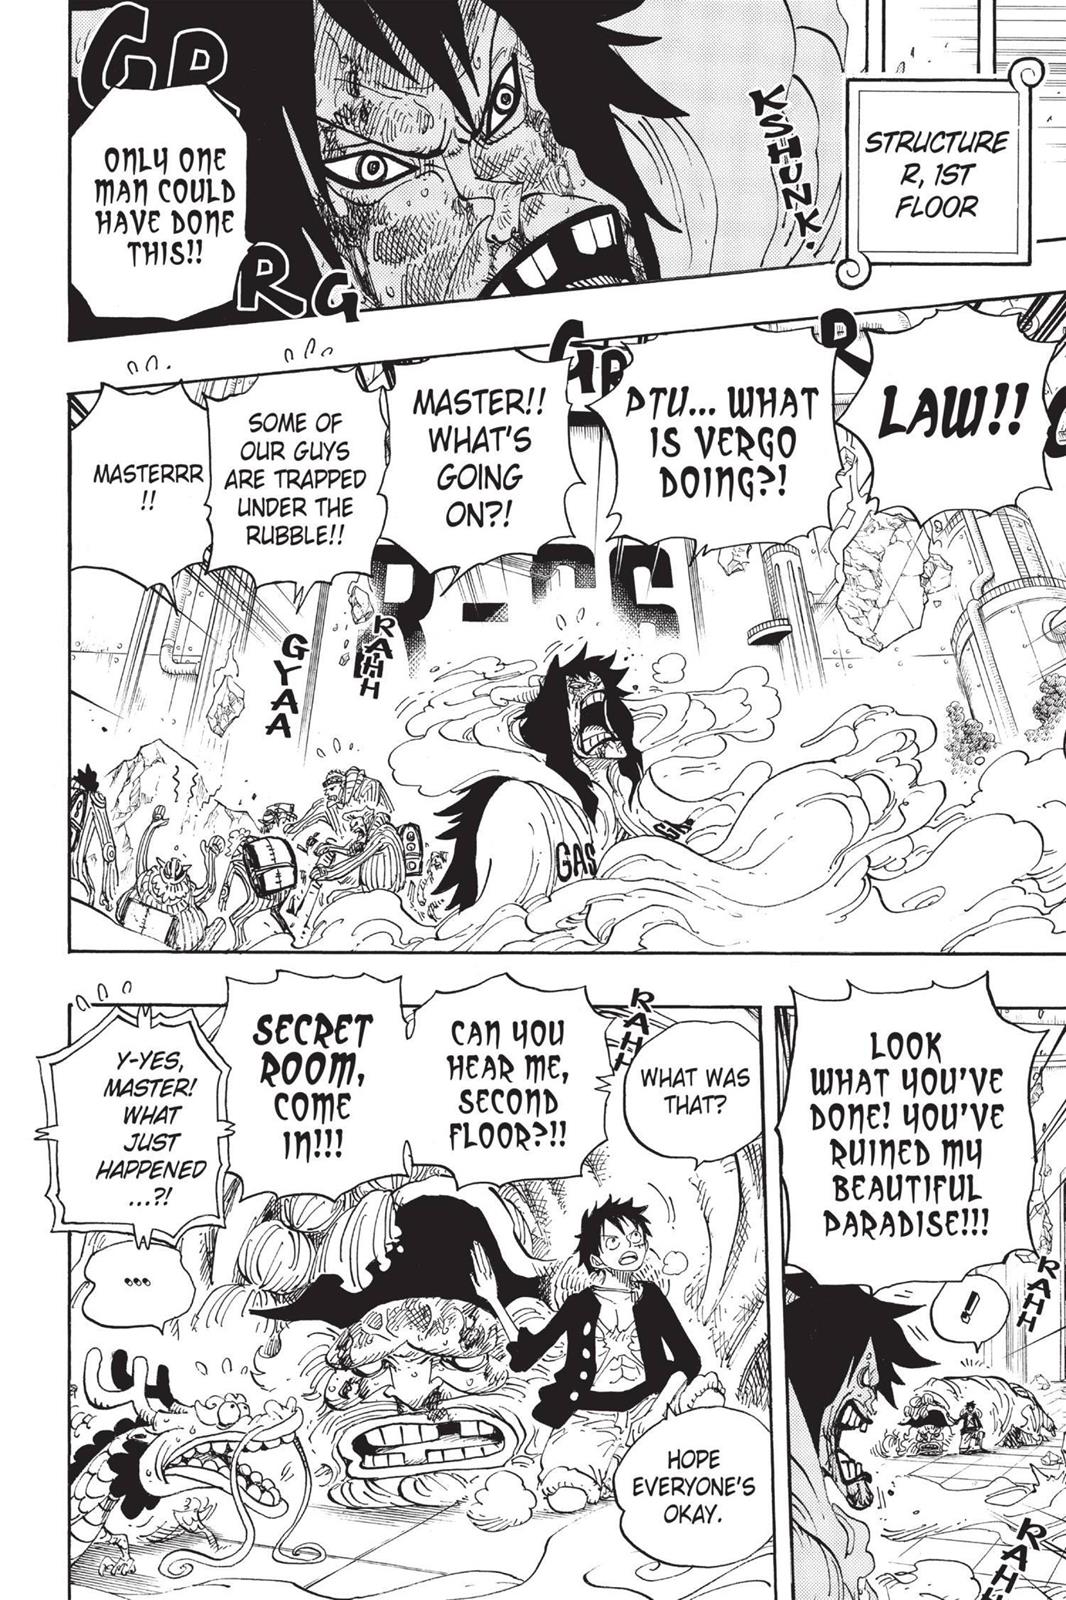 STRUCTURE
R, 1ST
FLOOR
KSHUNK.
GR
RG
ONLY ONE
MAN COULD
HAVE DONE
THIS!!
LAW!!
DTU... WHAT
IS VERGO
DOING?!
MASTER!!
WHAT'S
GOING
ON?!
SOME OF
OUR GUYS
ARE TRAPPED
UNDER THE
RUBBLE!!
MASTERRR
!!
RAHH
GYAA
GAS
LOOK
WHAT YOU'VE
DONE! YOU'VE
RUINED MY
BEAUTIFUL
PARADISE!!!
RAHH
!
WHAT WAS
THAT?
CAN YOU
HEAR ME,
SECOND
FLOOR?!!
SECRET
ROOM,
COME
IN!!!
Y-YES,
MASTER!
WHAT
JUST
HAPPENED
...?!
...
HOPE
EVERYONE'S
OKAY.